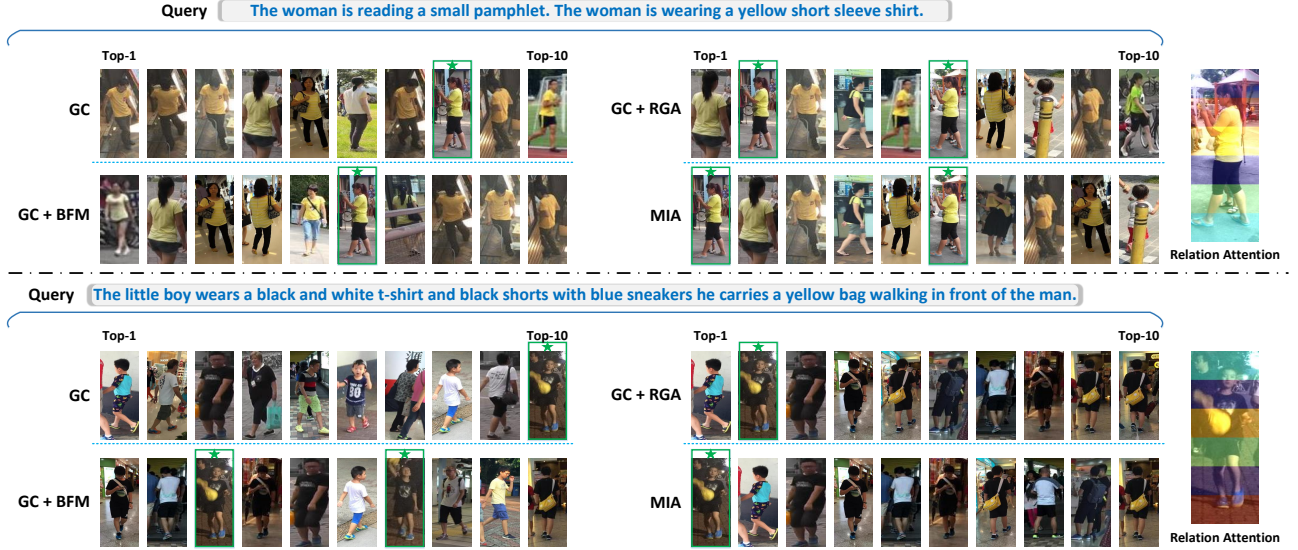 Query The woman is reading a small pamphlet. The woman is wearing a yellow short sleeve shirt.
Top-1 Top-10 Top-1 Top-10
GC GC + RGA
GC + BFM MIA
Relation Attention
Query The little boy wears a black and white t-shirt and black shorts with blue sneakers he carries a yellow bag walking in front of the man.
Top-1 Top-10 Top-1 Top-10
GC GC + RGA
GC + BFM MIA
Relation Attention